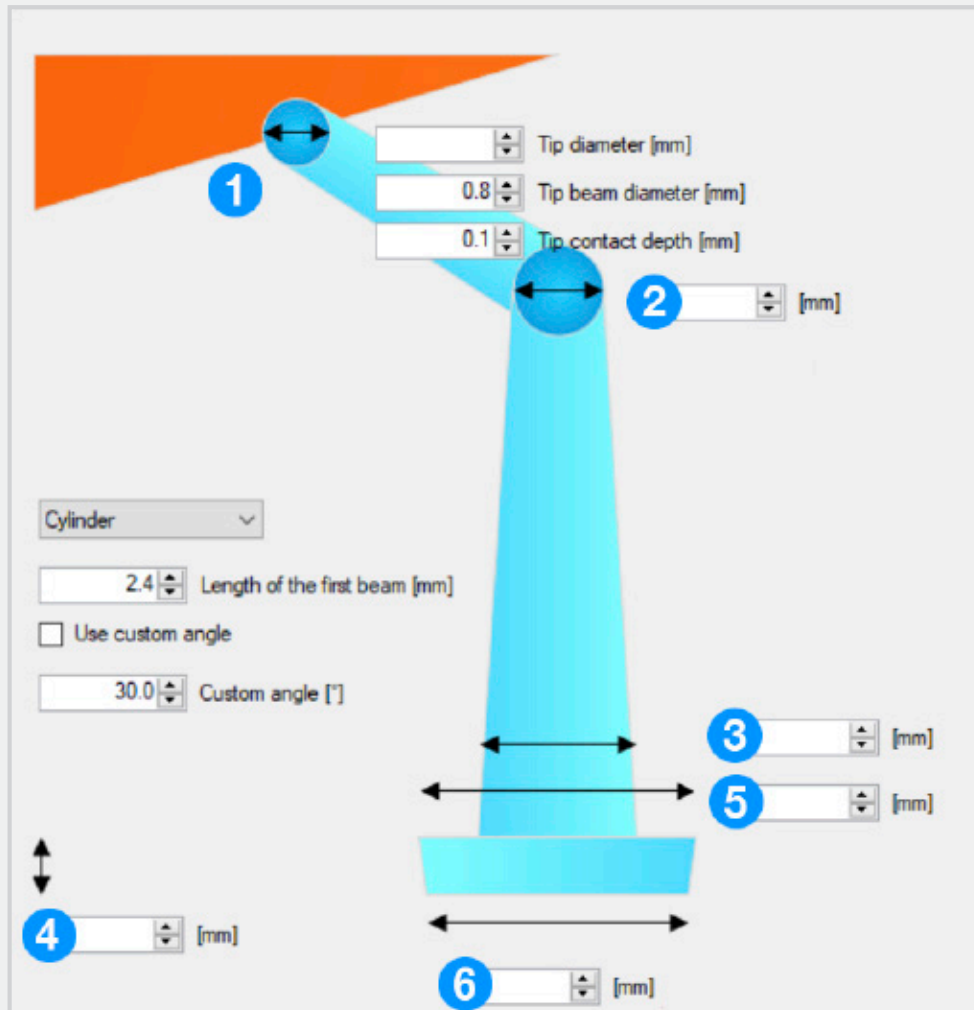 Tip diameter [mm]
1
0.8 Tip beam diameter [mm]
0.1 Tip contact depth [mm]
2 [mm]
Cylinder
2.4 Length of the first beam [mm]
Use custom angle
30.0 Custom angle [°]
3 [mm]
5 [mm]
4 [mm]
6 [mm]